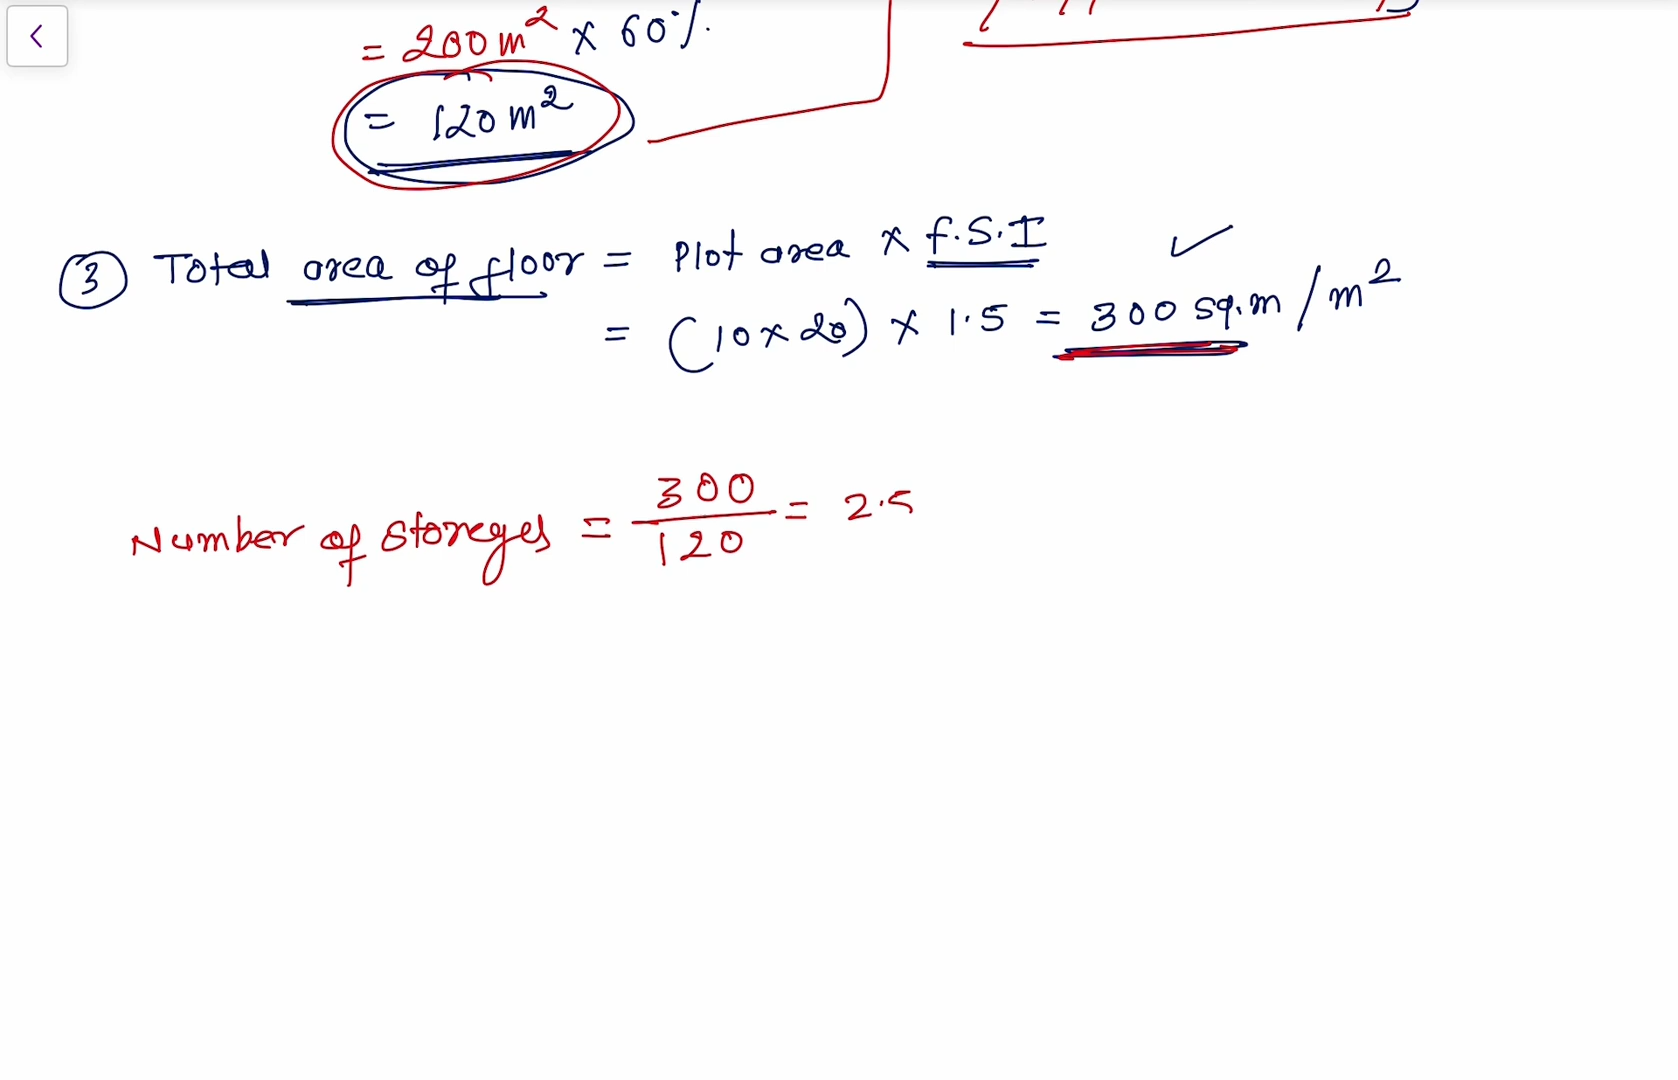 = 200 m² × 60%.
= 120 m²
③ Total area of floor = Plot area × f.S.I
= (10 × 20) × 1.5 = 300 sq.m / m²
Number of storeges = 300/120 = 2.5